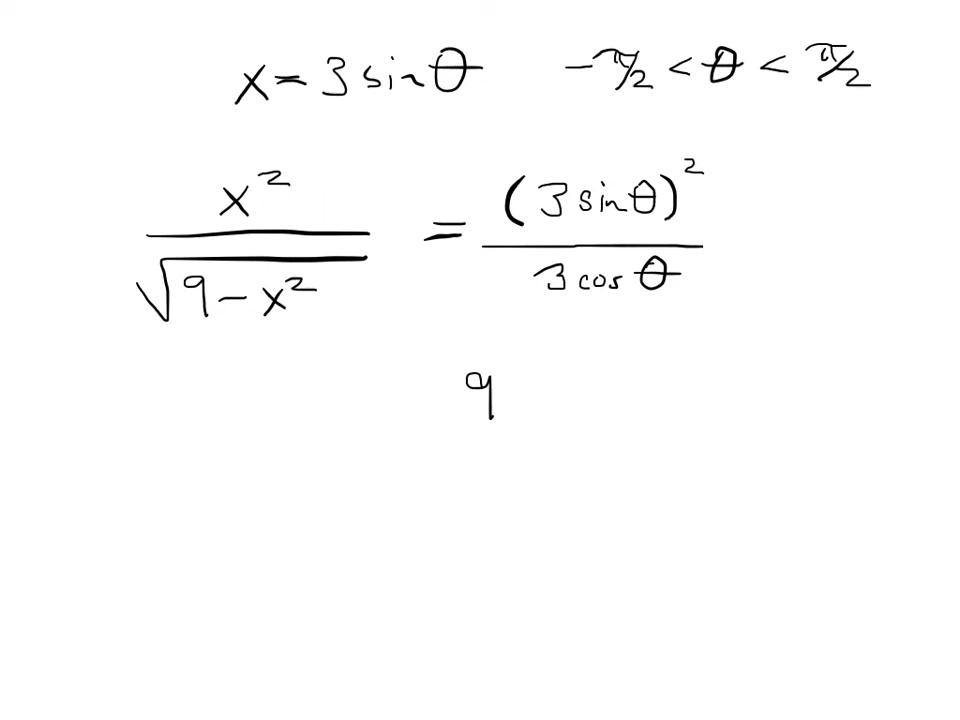 x = 3 sin θ   -π/2 < θ < π/2
x² / √(9 - x²) = (3 sin θ)² / 3 cos θ
9